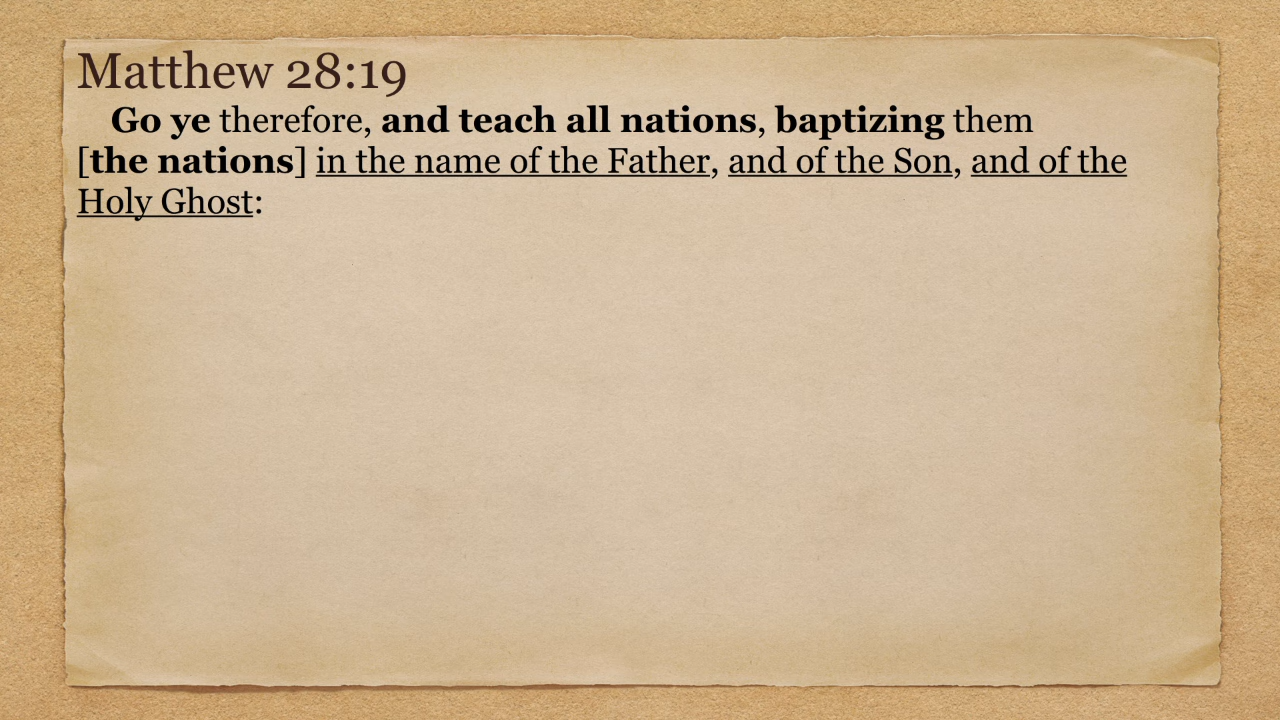 Matthew 28:19
Go ye therefore, and teach all nations, baptizing them
[the nations] in the name of the Father, and of the Son, and of the
Holy Ghost: